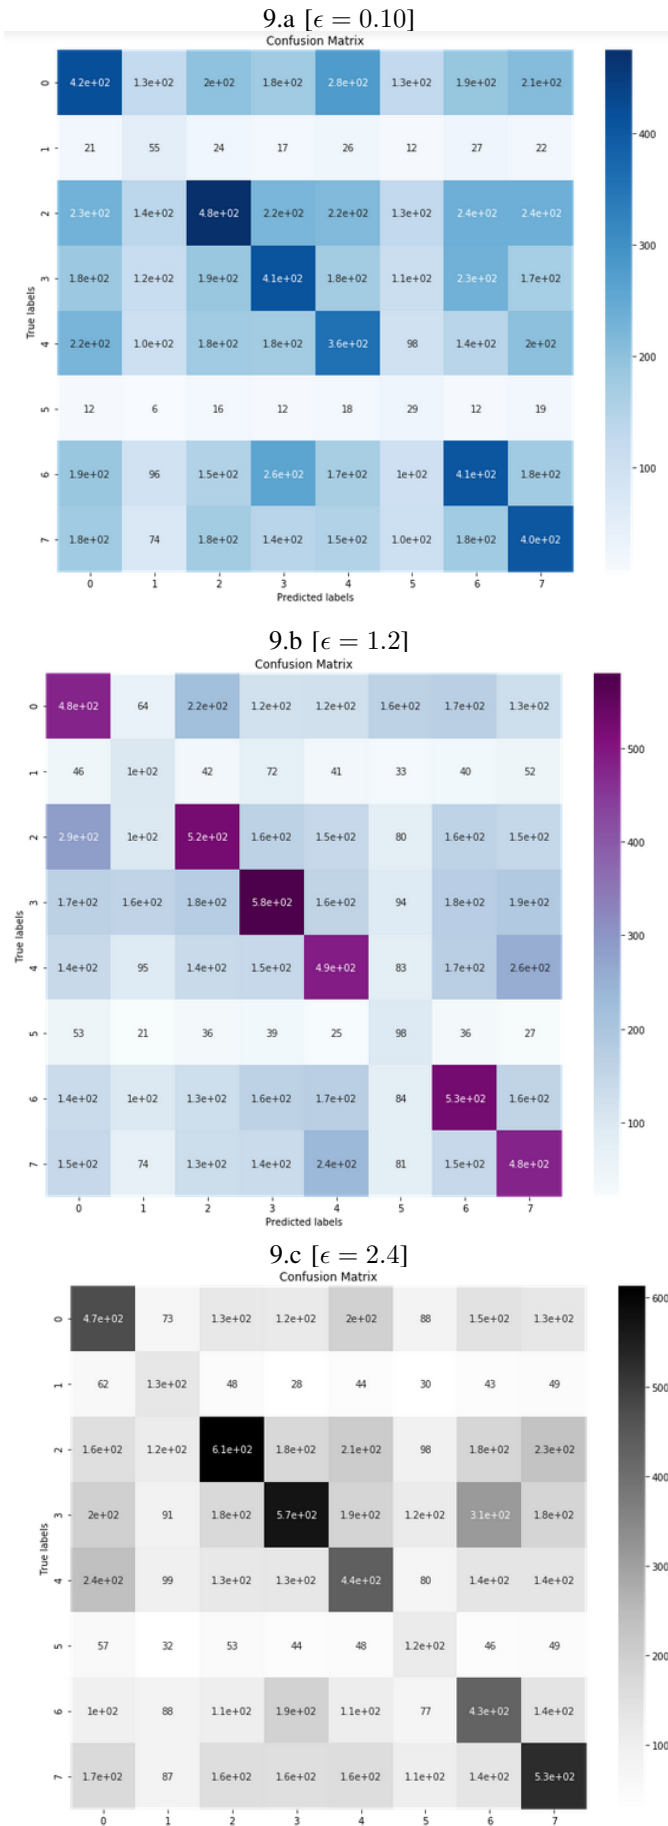 9.a [ϵ = 0.10]
Confusion Matrix
0 4.2e+02 1.3e+02 2e+02 1.8e+02 2.8e+02 1.3e+02 1.9e+02 2.1e+02
1 21 55 24 17 26 12 27 22
2 2.3e+02 1.4e+02 4.8e+02 2.2e+02 2.2e+02 1.3e+02 2.4e+02 2.4e+02
3 1.8e+02 1.2e+02 1.9e+02 4.1e+02 1.8e+02 1.1e+02 2.3e+02 1.7e+02
4 2.2e+02 1.0e+02 1.8e+02 1.8e+02 3.6e+02 98 1.4e+02 2e+02
5 12 6 16 12 18 29 12 19
6 1.9e+02 96 1.5e+02 2.6e+02 1.7e+02 1e+02 4.1e+02 1.8e+02
7 1.8e+02 74 1.8e+02 1.4e+02 1.5e+02 1.0e+02 1.8e+02 4.0e+02
0 1 2 3 4 5 6 7
Predicted labels
True labels
400
300
200
100
9.b [ϵ = 1.2]
Confusion Matrix
0 4.8e+02 64 2.2e+02 1.2e+02 1.2e+02 1.6e+02 1.7e+02 1.3e+02
1 46 1e+02 42 72 41 33 40 52
2 2.9e+02 1e+02 5.2e+02 1.6e+02 1.5e+02 80 1.6e+02 1.5e+02
3 1.7e+02 1.6e+02 1.8e+02 5.8e+02 1.6e+02 94 1.8e+02 1.9e+02
4 1.4e+02 95 1.4e+02 1.5e+02 4.9e+02 83 1.7e+02 2.6e+02
5 53 21 36 39 25 98 36 27
6 1.4e+02 1e+02 1.3e+02 1.6e+02 1.7e+02 84 5.3e+02 1.6e+02
7 1.5e+02 74 1.3e+02 1.4e+02 2.4e+02 81 1.5e+02 4.8e+02
0 1 2 3 4 5 6 7
Predicted labels
True labels
500
400
300
200
100
9.c [ϵ = 2.4]
Confusion Matrix
0 4.7e+02 73 1.3e+02 1.2e+02 2e+02 88 1.5e+02 1.3e+02
1 62 1.3e+02 48 28 44 30 43 49
2 1.6e+02 1.2e+02 6.1e+02 1.8e+02 2.1e+02 98 1.8e+02 2.3e+02
3 2e+02 91 1.8e+02 5.7e+02 1.9e+02 1.2e+02 3.1e+02 1.8e+02
4 2.4e+02 99 1.3e+02 1.3e+02 4.4e+02 80 1.4e+02 1.4e+02
5 57 32 53 44 48 1.2e+02 46 49
6 1e+02 88 1.1e+02 1.9e+02 1.1e+02 77 4.3e+02 1.4e+02
7 1.7e+02 87 1.6e+02 1.6e+02 1.6e+02 1.1e+02 1.4e+02 5.3e+02
0 1 2 3 4 5 6 7
True labels
600
500
400
300
200
100